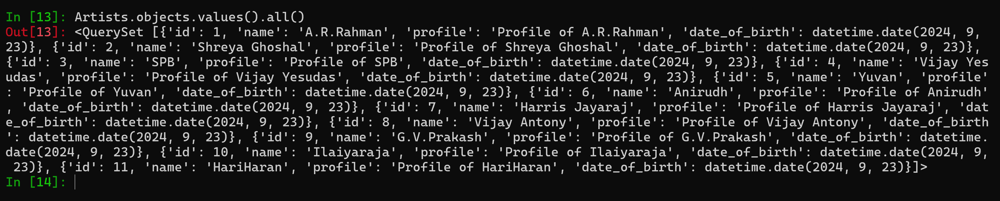 In [13]: Artists.objects.values().all()
Out[13]: <QuerySet [{'id': 1, 'name': 'A.R.Rahman', 'profile': 'Profile of A.R.Rahman', 'date_of_birth': datetime.date(2024, 9,
23)}, {'id': 2, 'name': 'Shreya Ghoshal', 'profile': 'Profile of Shreya Ghoshal', 'date_of_birth': datetime.date(2024, 9, 23)},
{'id': 3, 'name': 'SPB', 'profile': 'Profile of SPB', 'date_of_birth': datetime.date(2024, 9, 23)}, {'id': 4, 'name': 'Vijay Yes
udas', 'profile': 'Profile of Vijay Yesudas', 'date_of_birth': datetime.date(2024, 9, 23)}, {'id': 5, 'name': 'Yuvan', 'profile'
: 'Profile of Yuvan', 'date_of_birth': datetime.date(2024, 9, 23)}, {'id': 6, 'name': 'Anirudh', 'profile': 'Profile of Anirudh'
, 'date_of_birth': datetime.date(2024, 9, 23)}, {'id': 7, 'name': 'Harris Jayaraj', 'profile': 'Profile of Harris Jayaraj', 'dat
e_of_birth': datetime.date(2024, 9, 23)}, {'id': 8, 'name': 'Vijay Antony', 'profile': 'Profile of Vijay Antony', 'date_of_birth
': datetime.date(2024, 9, 23)}, {'id': 9, 'name': 'G.V.Prakash', 'profile': 'Profile of G.V.Prakash', 'date_of_birth': datetime.
date(2024, 9, 23)}, {'id': 10, 'name': 'Ilaiyaraja', 'profile': 'Profile of Ilaiyaraja', 'date_of_birth': datetime.date(2024, 9,
 23)}, {'id': 11, 'name': 'HariHaran', 'profile': 'Profile of HariHaran', 'date_of_birth': datetime.date(2024, 9, 23)}]>
In [14]: